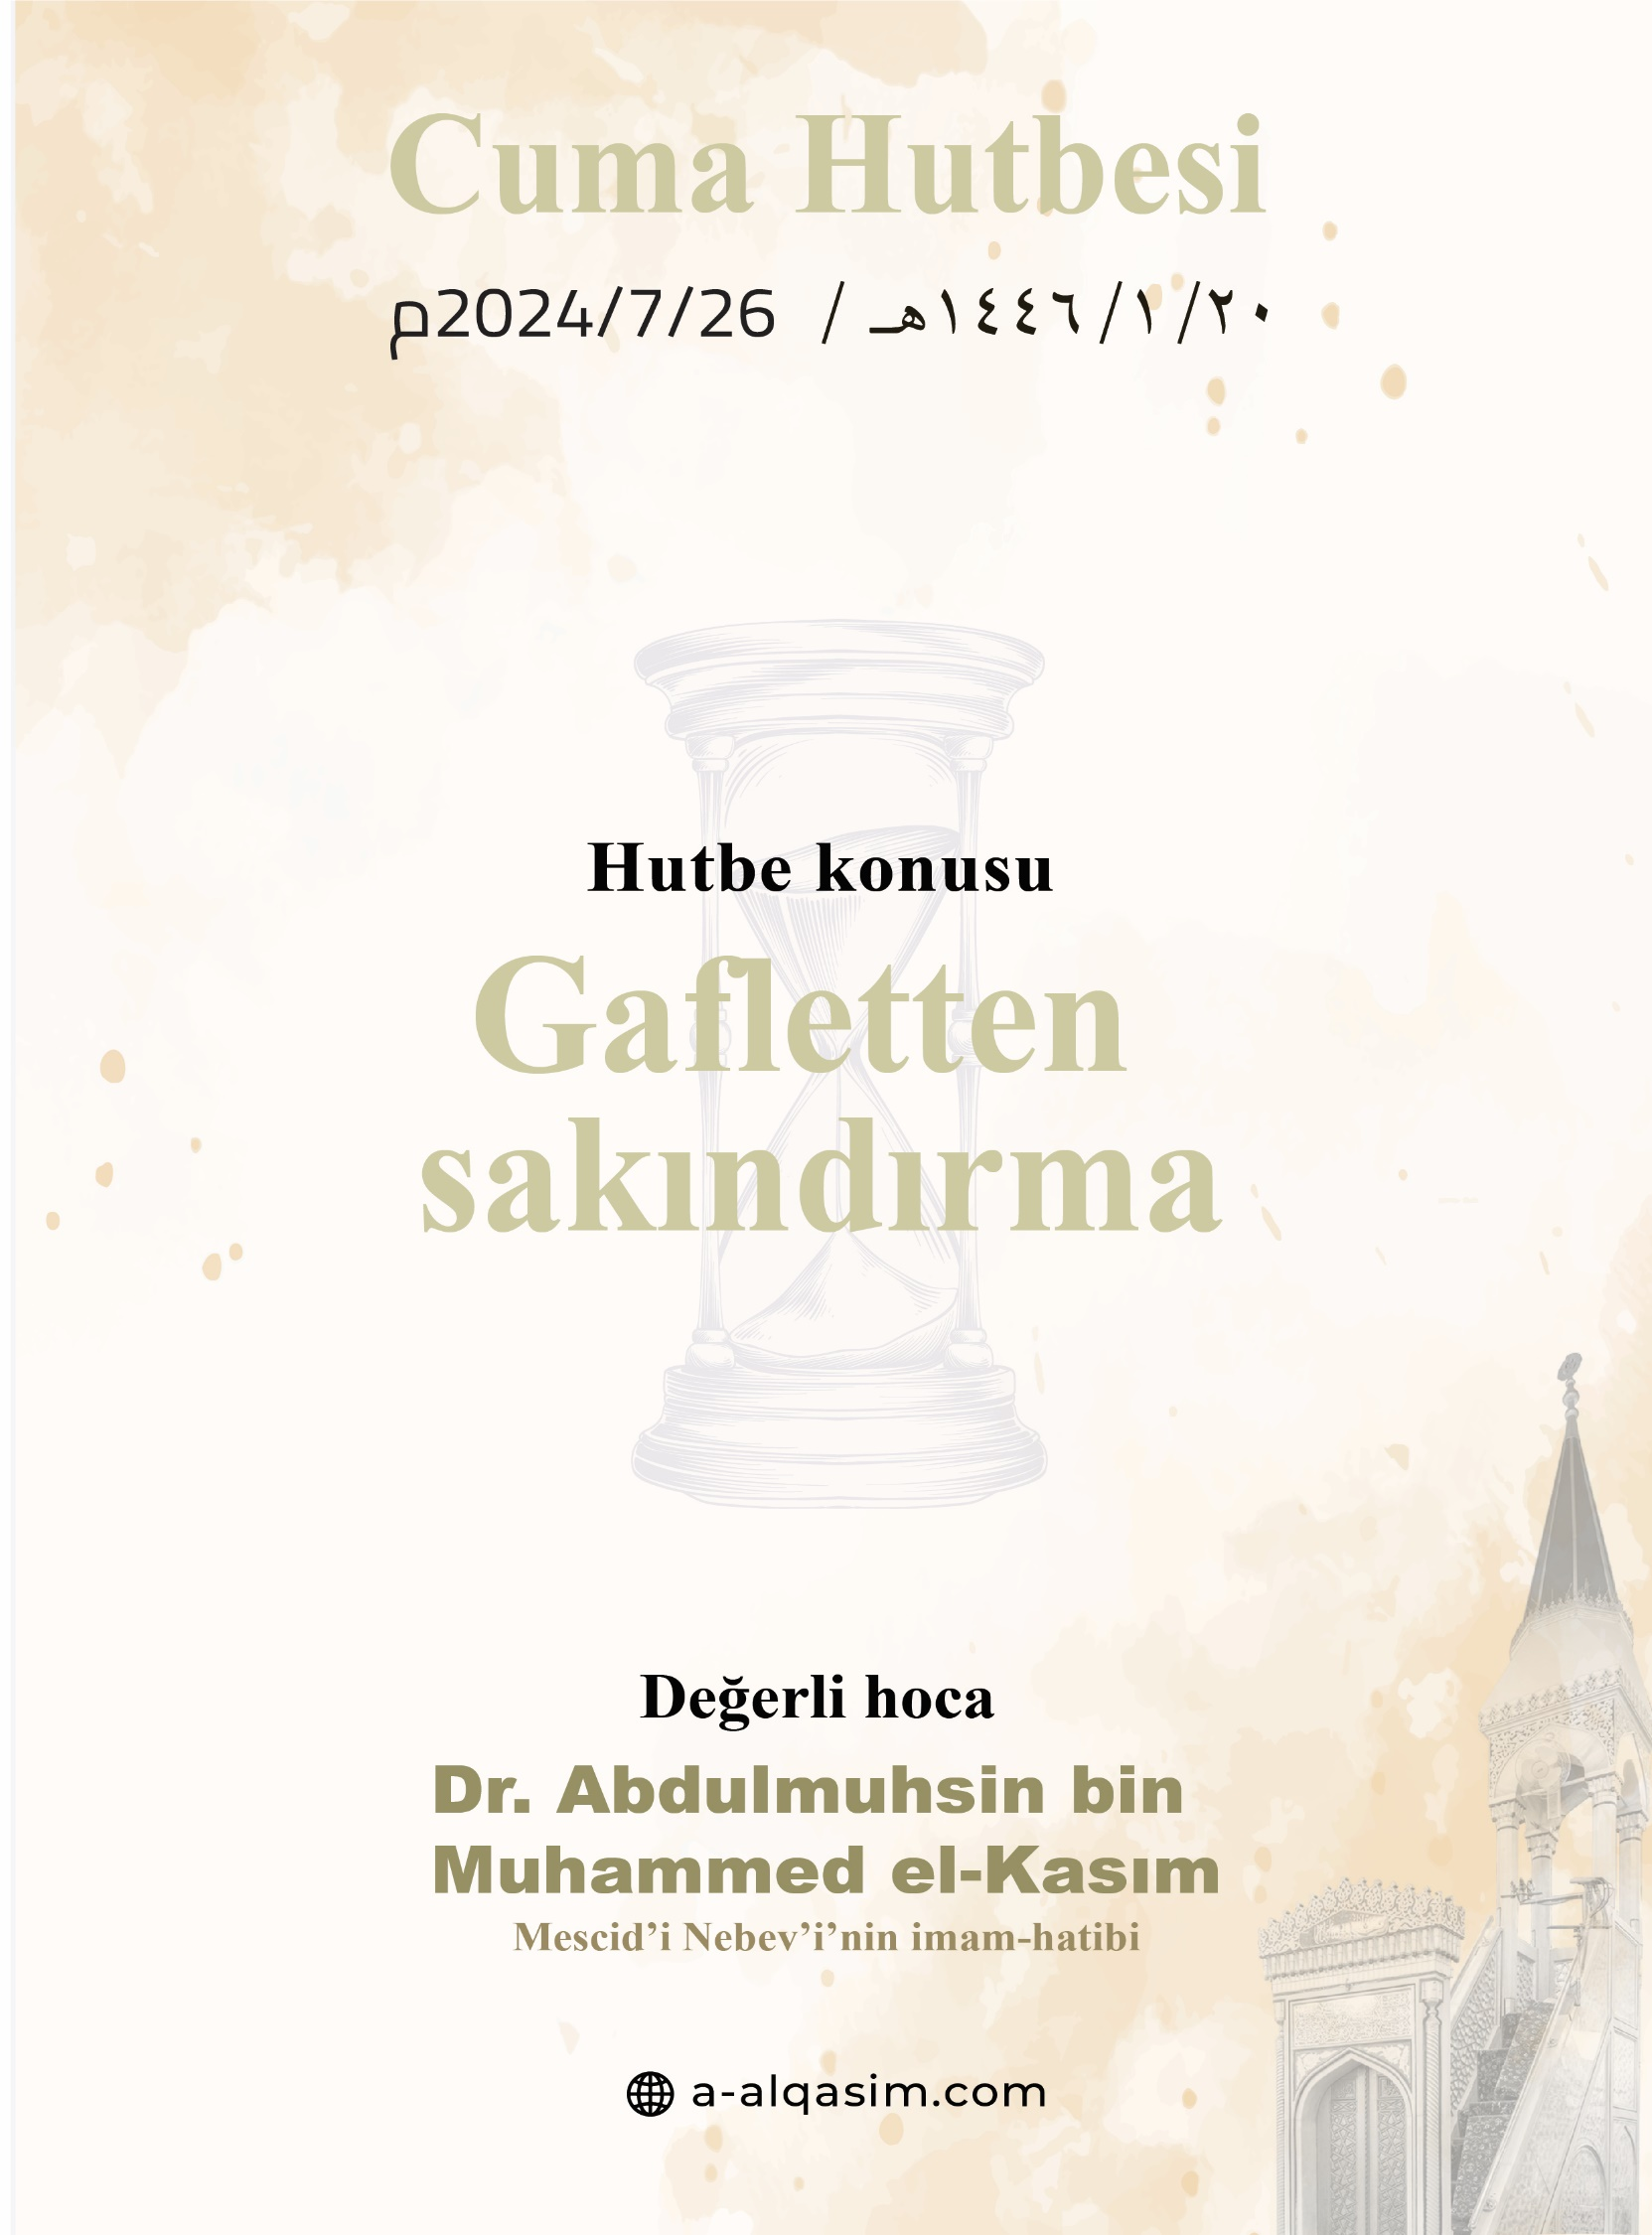 Cuma Hutbesi
٢٠/١/١٤٤٦هـ / 2024/7/26م
Hutbe konusu
Gafletten
sakındırma
Değerli hoca
Dr. Abdulmuhsin bin
Muhammed el-Kasım
Mescid’i Nebev’i’nin imam-hatibi
a-alqasim.com